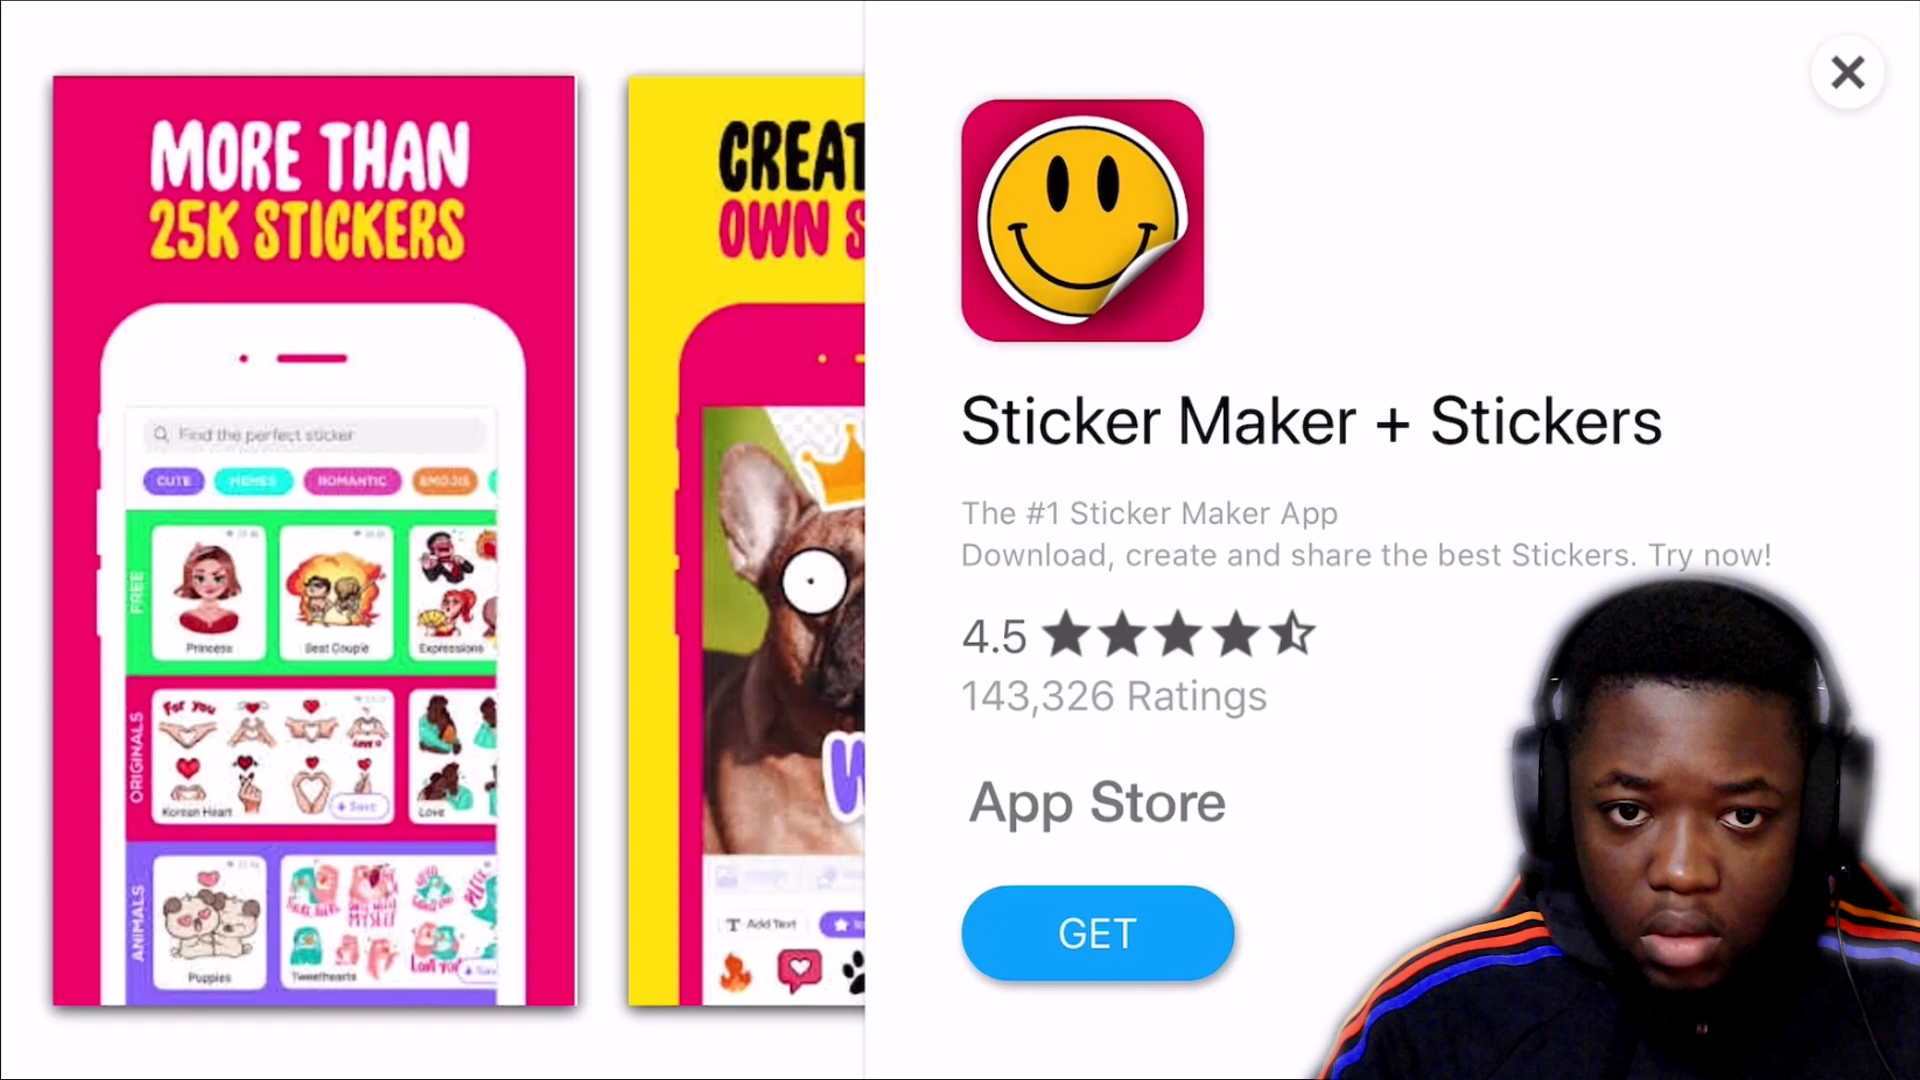 MORE THAN
25K STICKERS
Find the perfect sticker
CUTE
MEMES
ROMANTIC
EMOJIS
FREE
Princess
Best Couple
Expressions
ORIGINALS
For you
Korean Heart
Save
Love
ANIMALS
Puppies
MYSELF
Tweethearts
CREAT
OWN S
W
Add Text
Sticker Maker + Stickers
The #1 Sticker Maker App
Download, create and share the best Stickers. Try now!
4.5
143,326 Ratings
App Store
GET